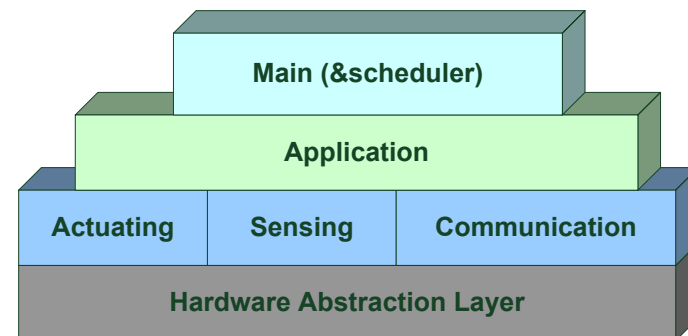 Main (&scheduler)
Application
Actuating Sensing Communication
Hardware Abstraction Layer